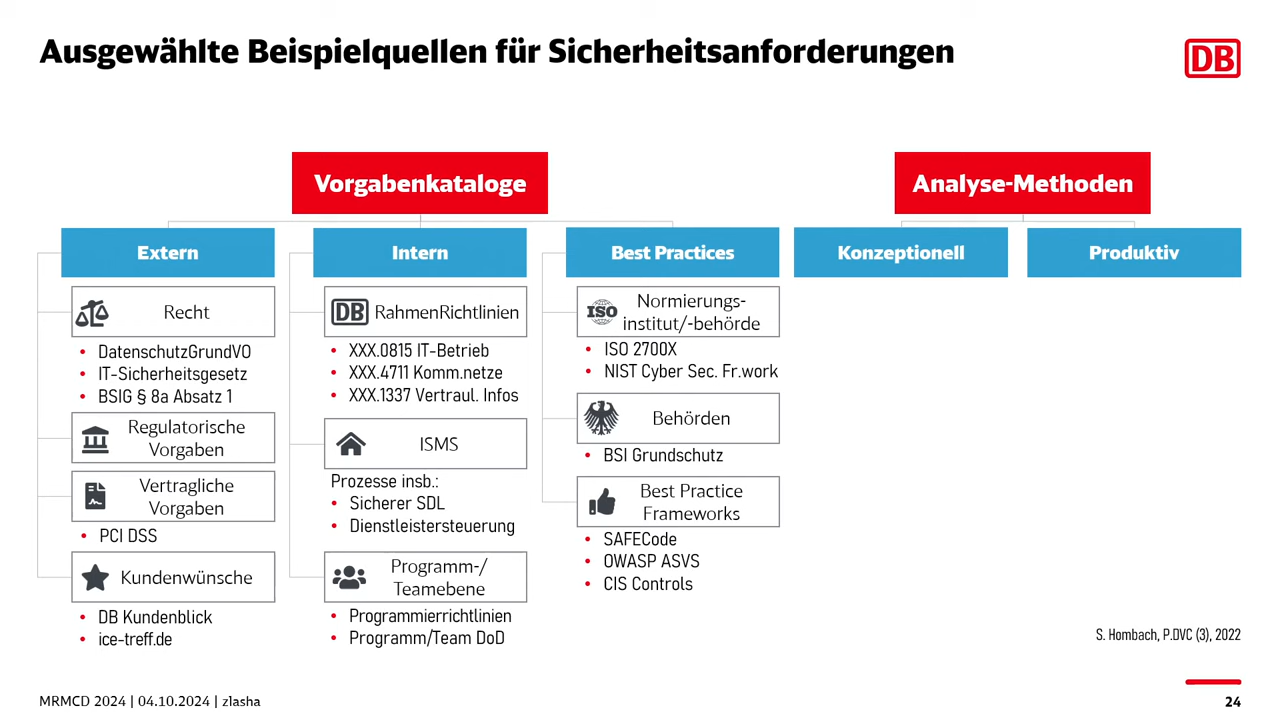 Ausgewählte Beispielquellen für Sicherheitsanforderungen
DB
Vorgabenkataloge
Extern
Recht
• DatenschutzGrundVO
• IT-Sicherheitsgesetz
• BSIG § 8a Absatz 1
Regulatorische
Vorgaben
Vertragliche
Vorgaben
• PCI DSS
Kundenwünsche
• DB Kundenblick
• ice-treff.de
Intern
DB RahmenRichtlinien
• XXX.0815 IT-Betrieb
• XXX.4711 Komm.netze
• XXX.1337 Vertraul. Infos
ISMS
Prozesse insb.:
• Sicherer SDL
• Dienstleistersteuerung
Programm-/
Teamebene
• Programmierrichtlinien
• Programm/Team DoD
Best Practices
ISO
Normierungs-
institut/-behörde
• ISO 2700X
• NIST Cyber Sec. Fr.work
Behörden
• BSI Grundschutz
Best Practice
Frameworks
• SAFECode
• OWASP ASVS
• CIS Controls
Analyse-Methoden
Konzeptionell
Produktiv
S. Hombach, P.DVC (3), 2022
MRMCD 2024 | 04.10.2024 | zlasha
24